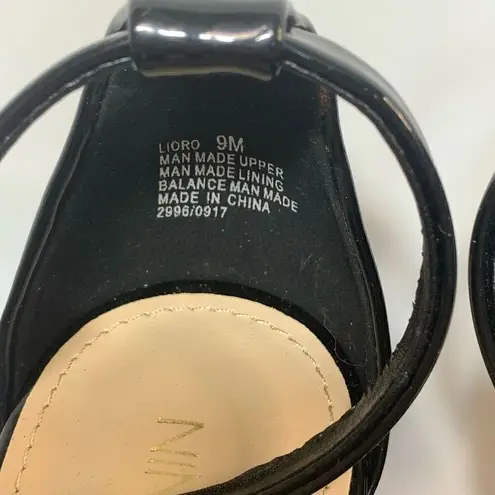 LIORO 9M
MAN MADE UPPER
MAN MADE LINING
BALANCE MAN MADE
MADE IN CHINA
2996/0917